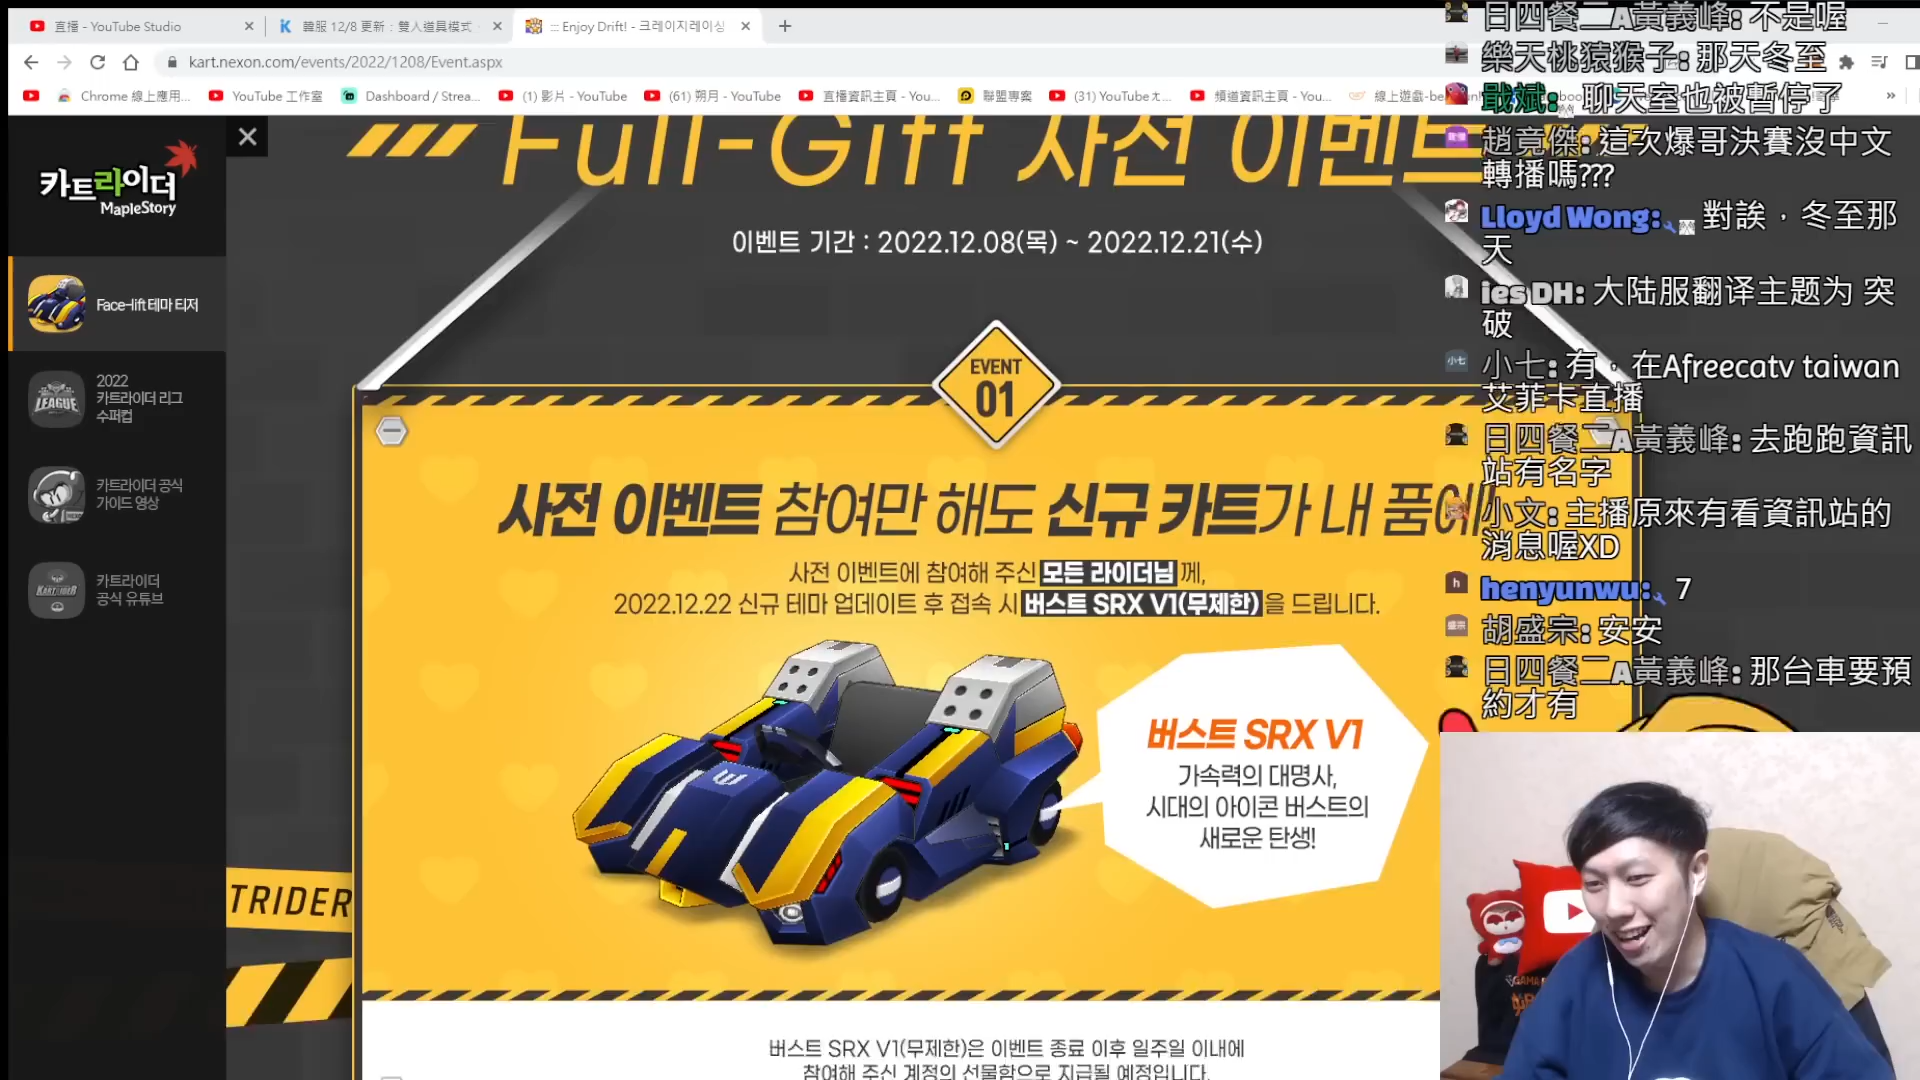 直播 - YouTube Studio
韓服 12/8 更新：雙人道具模式
::: Enjoy Drift! - 크레이지레이싱
kart.nexon.com/events/2022/1208/Event.aspx
Chrome 線上應用...
YouTube 工作室
Dashboard / Strea...
(1) 影片 - YouTube
(61) 朔月 - YouTube
直播資訊主頁 - You...
聯盟專案
(31) YouTube ㄤ...
頻道資訊主頁 - You...
카트라이더
MapleStory
Face-lift 테마 티저
LEAGUE
2022
카트라이더 리그
수퍼컵
카트라이더 공식
가이드 영상
KARTRIDER
카트라이더
공식 유튜브
Full-Gift 사전 이벤트
이벤트 기간 : 2022.12.08(목) ~ 2022.12.21(수)
EVENT
01
사전 이벤트 참여만 해도 신규 카트가 내 품에
사전 이벤트에 참여해 주신 모든 라이더님께,
2022.12.22 신규 테마 업데이트 후 접속 시 버스트 SRX V1(무제한)을 드립니다.
버스트 SRX V1
가속력의 대명사,
시대의 아이콘 버스트의
새로운 탄생!
TRIDER
버스트 SRX V1(무제한)은 이벤트 종료 이후 일주일 이내에
참여해 주신 계정의 선물함으로 지급될 예정입니다.
日四餐二A黃義峰: 不是喔
樂天桃猿猴子: 那天冬至
戢斌: 聊天室也被暫停了
趙竟傑: 這次爆哥決賽沒中文
轉播嗎???
Lloyd Wong: 對誒，冬至那
天
ies DH: 大陆服翻译主题为 突
破
小七: 有，在Afreecatv taiwan
艾菲卡直播
日四餐二A黃義峰: 去跑跑資訊
站有名字
小文: 主播原來有看資訊站的
消息喔XD
henyunwu: 7
胡盛宗: 安安
日四餐二A黃義峰: 那台車要預
約才有